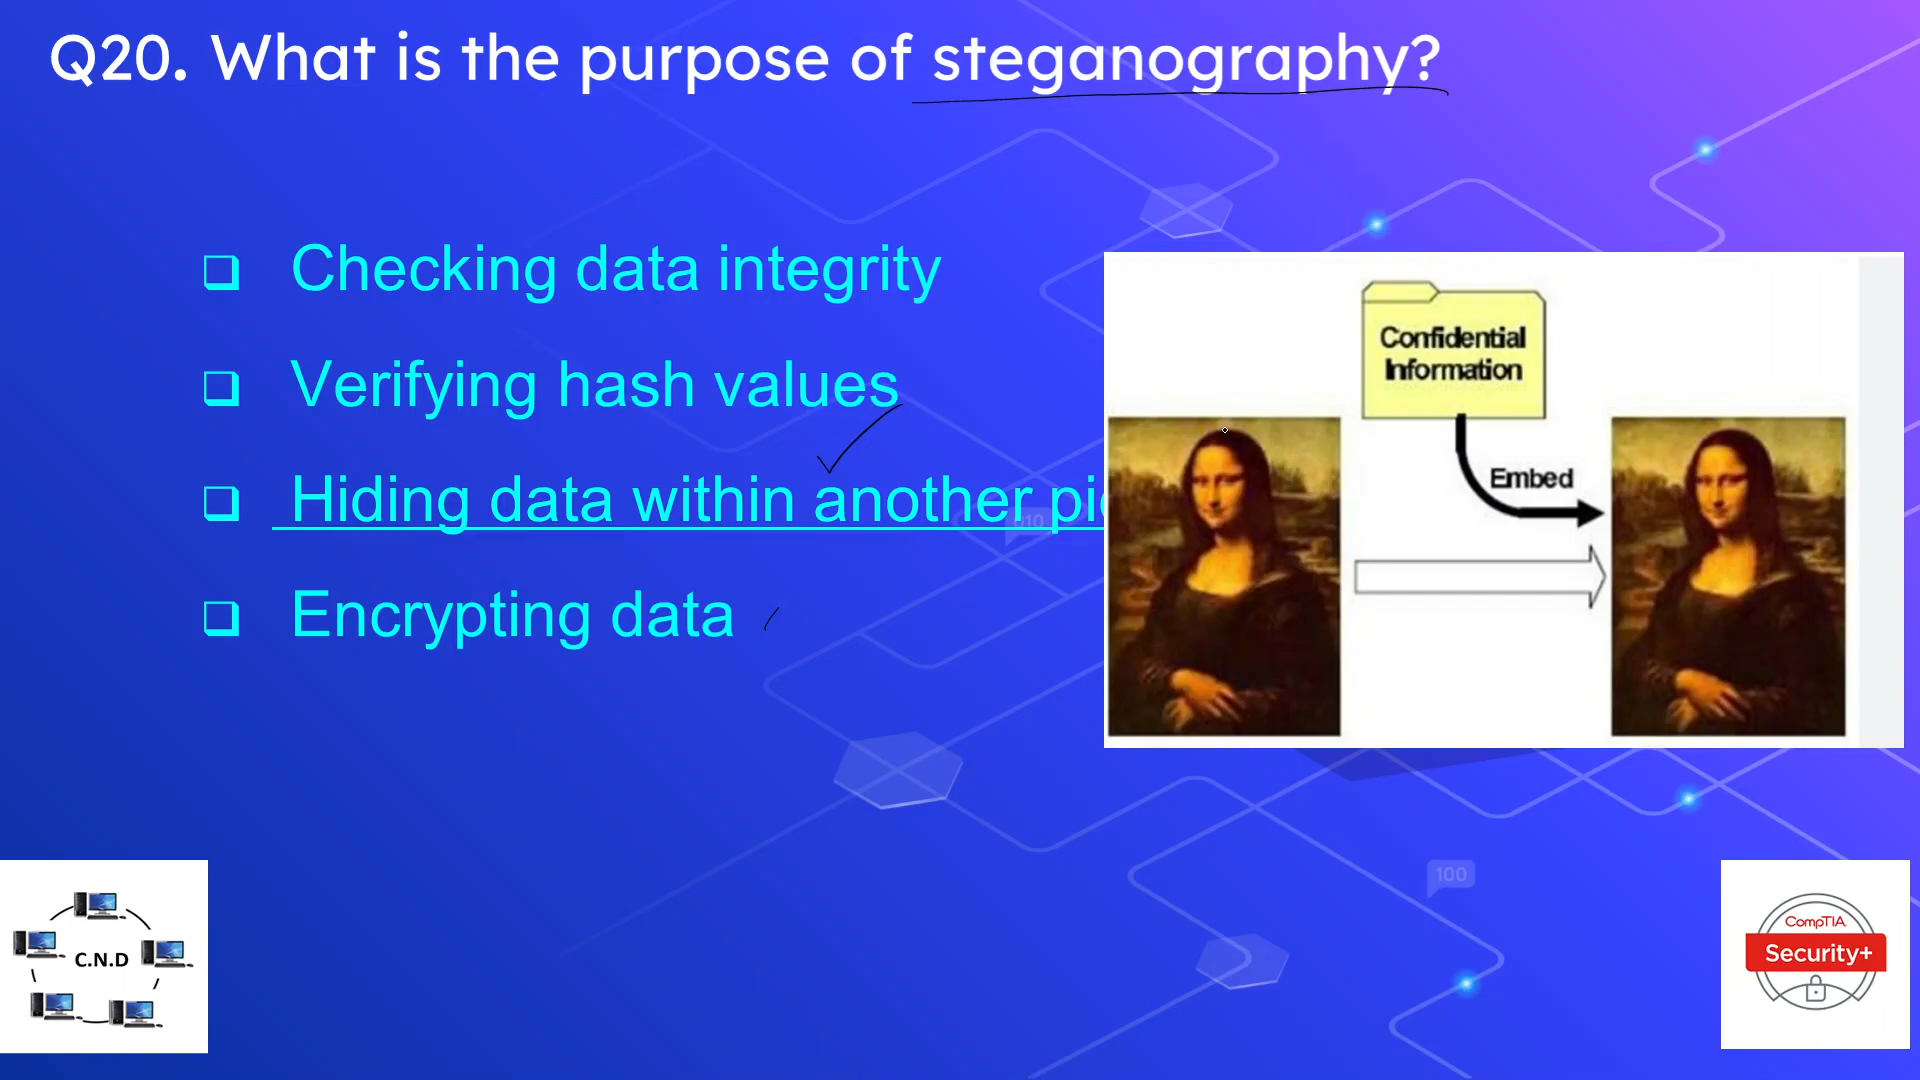 Q20. What is the purpose of steganography?
Checking data integrity
Verifying hash values
Hiding data within another
Encrypting data
Confidential
Information
Embed
010
100
C.N.D
CompTIA
Security+